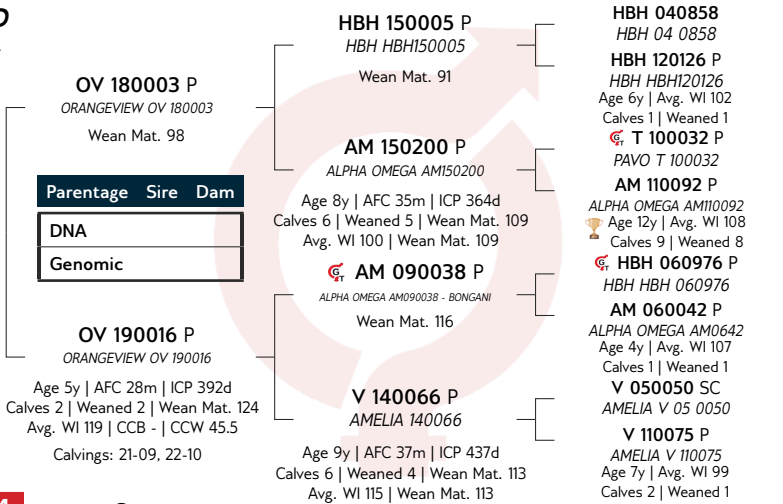 OV 180003 P
ORANGEVIEW OV 180003
Wean Mat. 98
Parentage Sire Dam
DNA
Genomic
OV 190016 P
ORANGEVIEW OV 190016
Age 5y | AFC 28m | ICP 392d
Calves 2 | Weaned 2 | Wean Mat. 124
Avg. WI 119 | CCB - | CCW 45.5
Calvings: 21-09, 22-10
HBH 150005 P
HBH HBH150005
Wean Mat. 91
AM 150200 P
ALPHA OMEGA AM150200
Age 8y | AFC 35m | ICP 364d
Calves 6 | Weaned 5 | Wean Mat. 109
Avg. WI 100 | Wean Mat. 109
AM 090038 P
ALPHA OMEGA AM090038 - BONGANI
Wean Mat. 116
V 140066 P
AMELIA 140066
Age 9y | AFC 37m | ICP 437d
Calves 6 | Weaned 4 | Wean Mat. 113
Avg. WI 115 | Wean Mat. 113
HBH 040858
HBH 04 0858
HBH 120126 P
HBH HBH120126
Age 6y | Avg. WI 102
Calves 1 | Weaned 1
T 100032 P
PAVO T 100032
AM 110092 P
ALPHA OMEGA AM110092
Age 12y | Avg. WI 108
Calves 9 | Weaned 8
HBH 060976 P
HBH HBH 060976
AM 060042 P
ALPHA OMEGA AM0642
Age 4y | Avg. WI 107
Calves 1 | Weaned 1
V 050050 SC
AMELIA V 05 0050
V 110075 P
AMELIA V 110075
Age 7y | Avg. WI 99
Calves 2 | Weaned 1